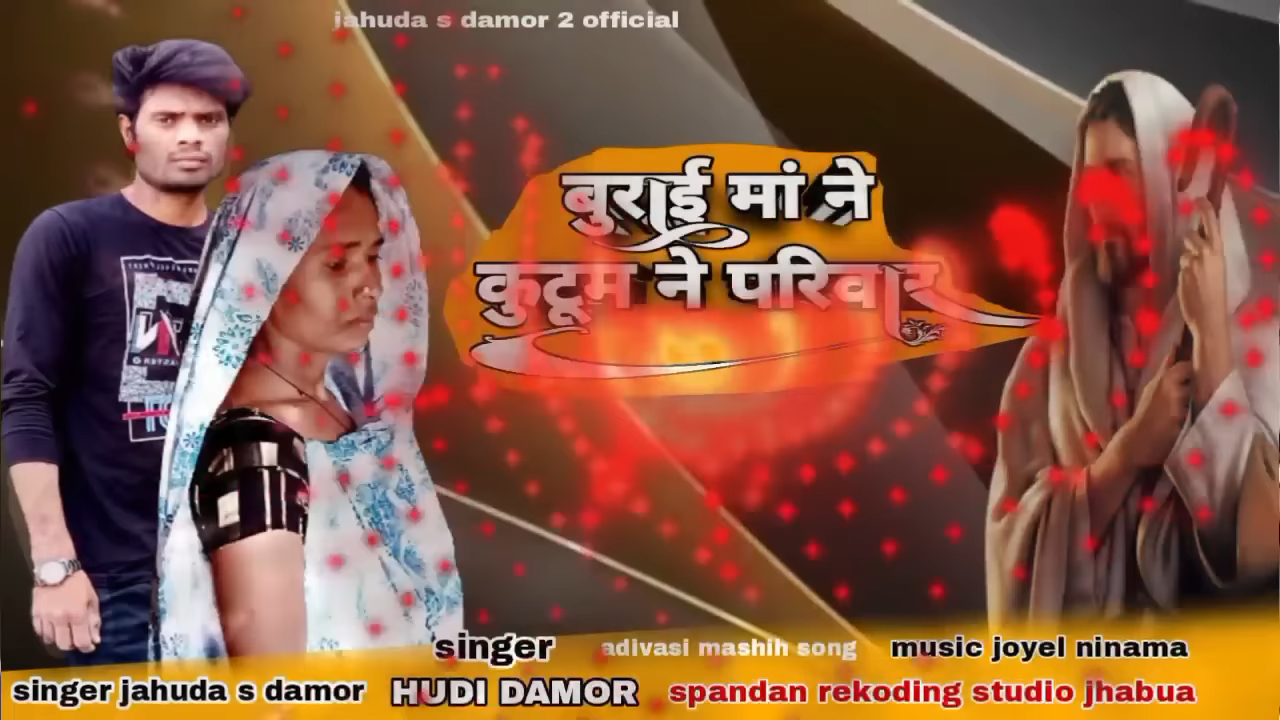 jahuda s damor 2 official
बुराई मां ने
कुटूम ने परिवार
singer
adivasi mashih song
music joyel ninama
singer jahuda s damor
HUDI DAMOR
spandan rekoding studio jhabua